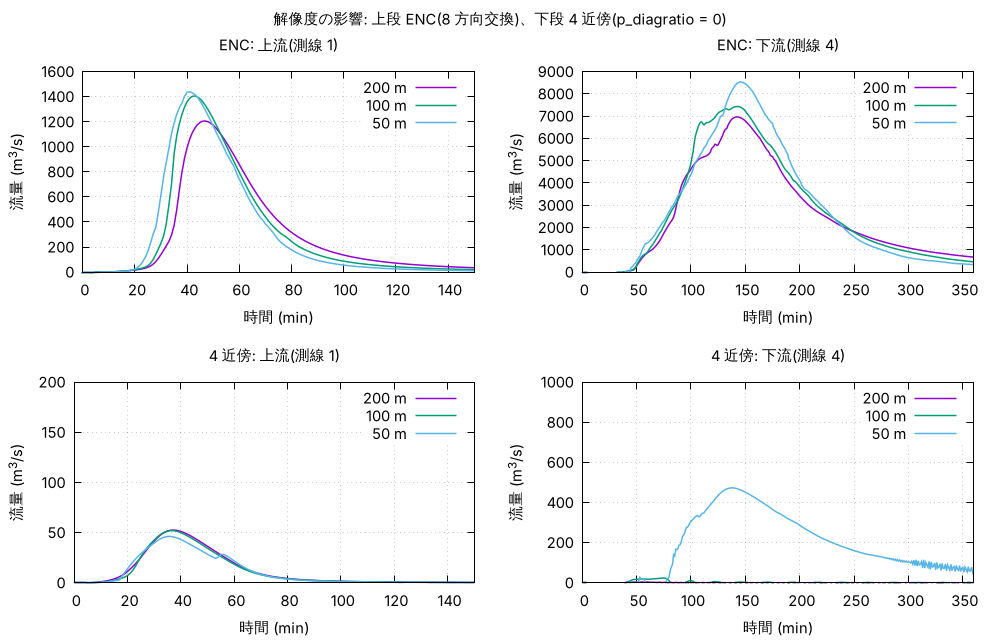 解像度の影響: 上段 ENC(8 方向交換)、下段 4 近傍(p_diagratio = 0)
ENC: 上流(測線 1)
流量 (m³/s)
1600
1400
1200
1000
800
600
400
200
0
200 m
100 m
50 m
0 20 40 60 80 100 120 140
時間 (min)
ENC: 下流(測線 4)
流量 (m³/s)
9000
8000
7000
6000
5000
4000
3000
2000
1000
0
200 m
100 m
50 m
0 50 100 150 200 250 300 350
時間 (min)
4 近傍: 上流(測線 1)
流量 (m³/s)
200
150
100
50
0
200 m
100 m
50 m
0 20 40 60 80 100 120 140
時間 (min)
4 近傍: 下流(測線 4)
流量 (m³/s)
1000
800
600
400
200
0
200 m
100 m
50 m
0 50 100 150 200 250 300 350
時間 (min)